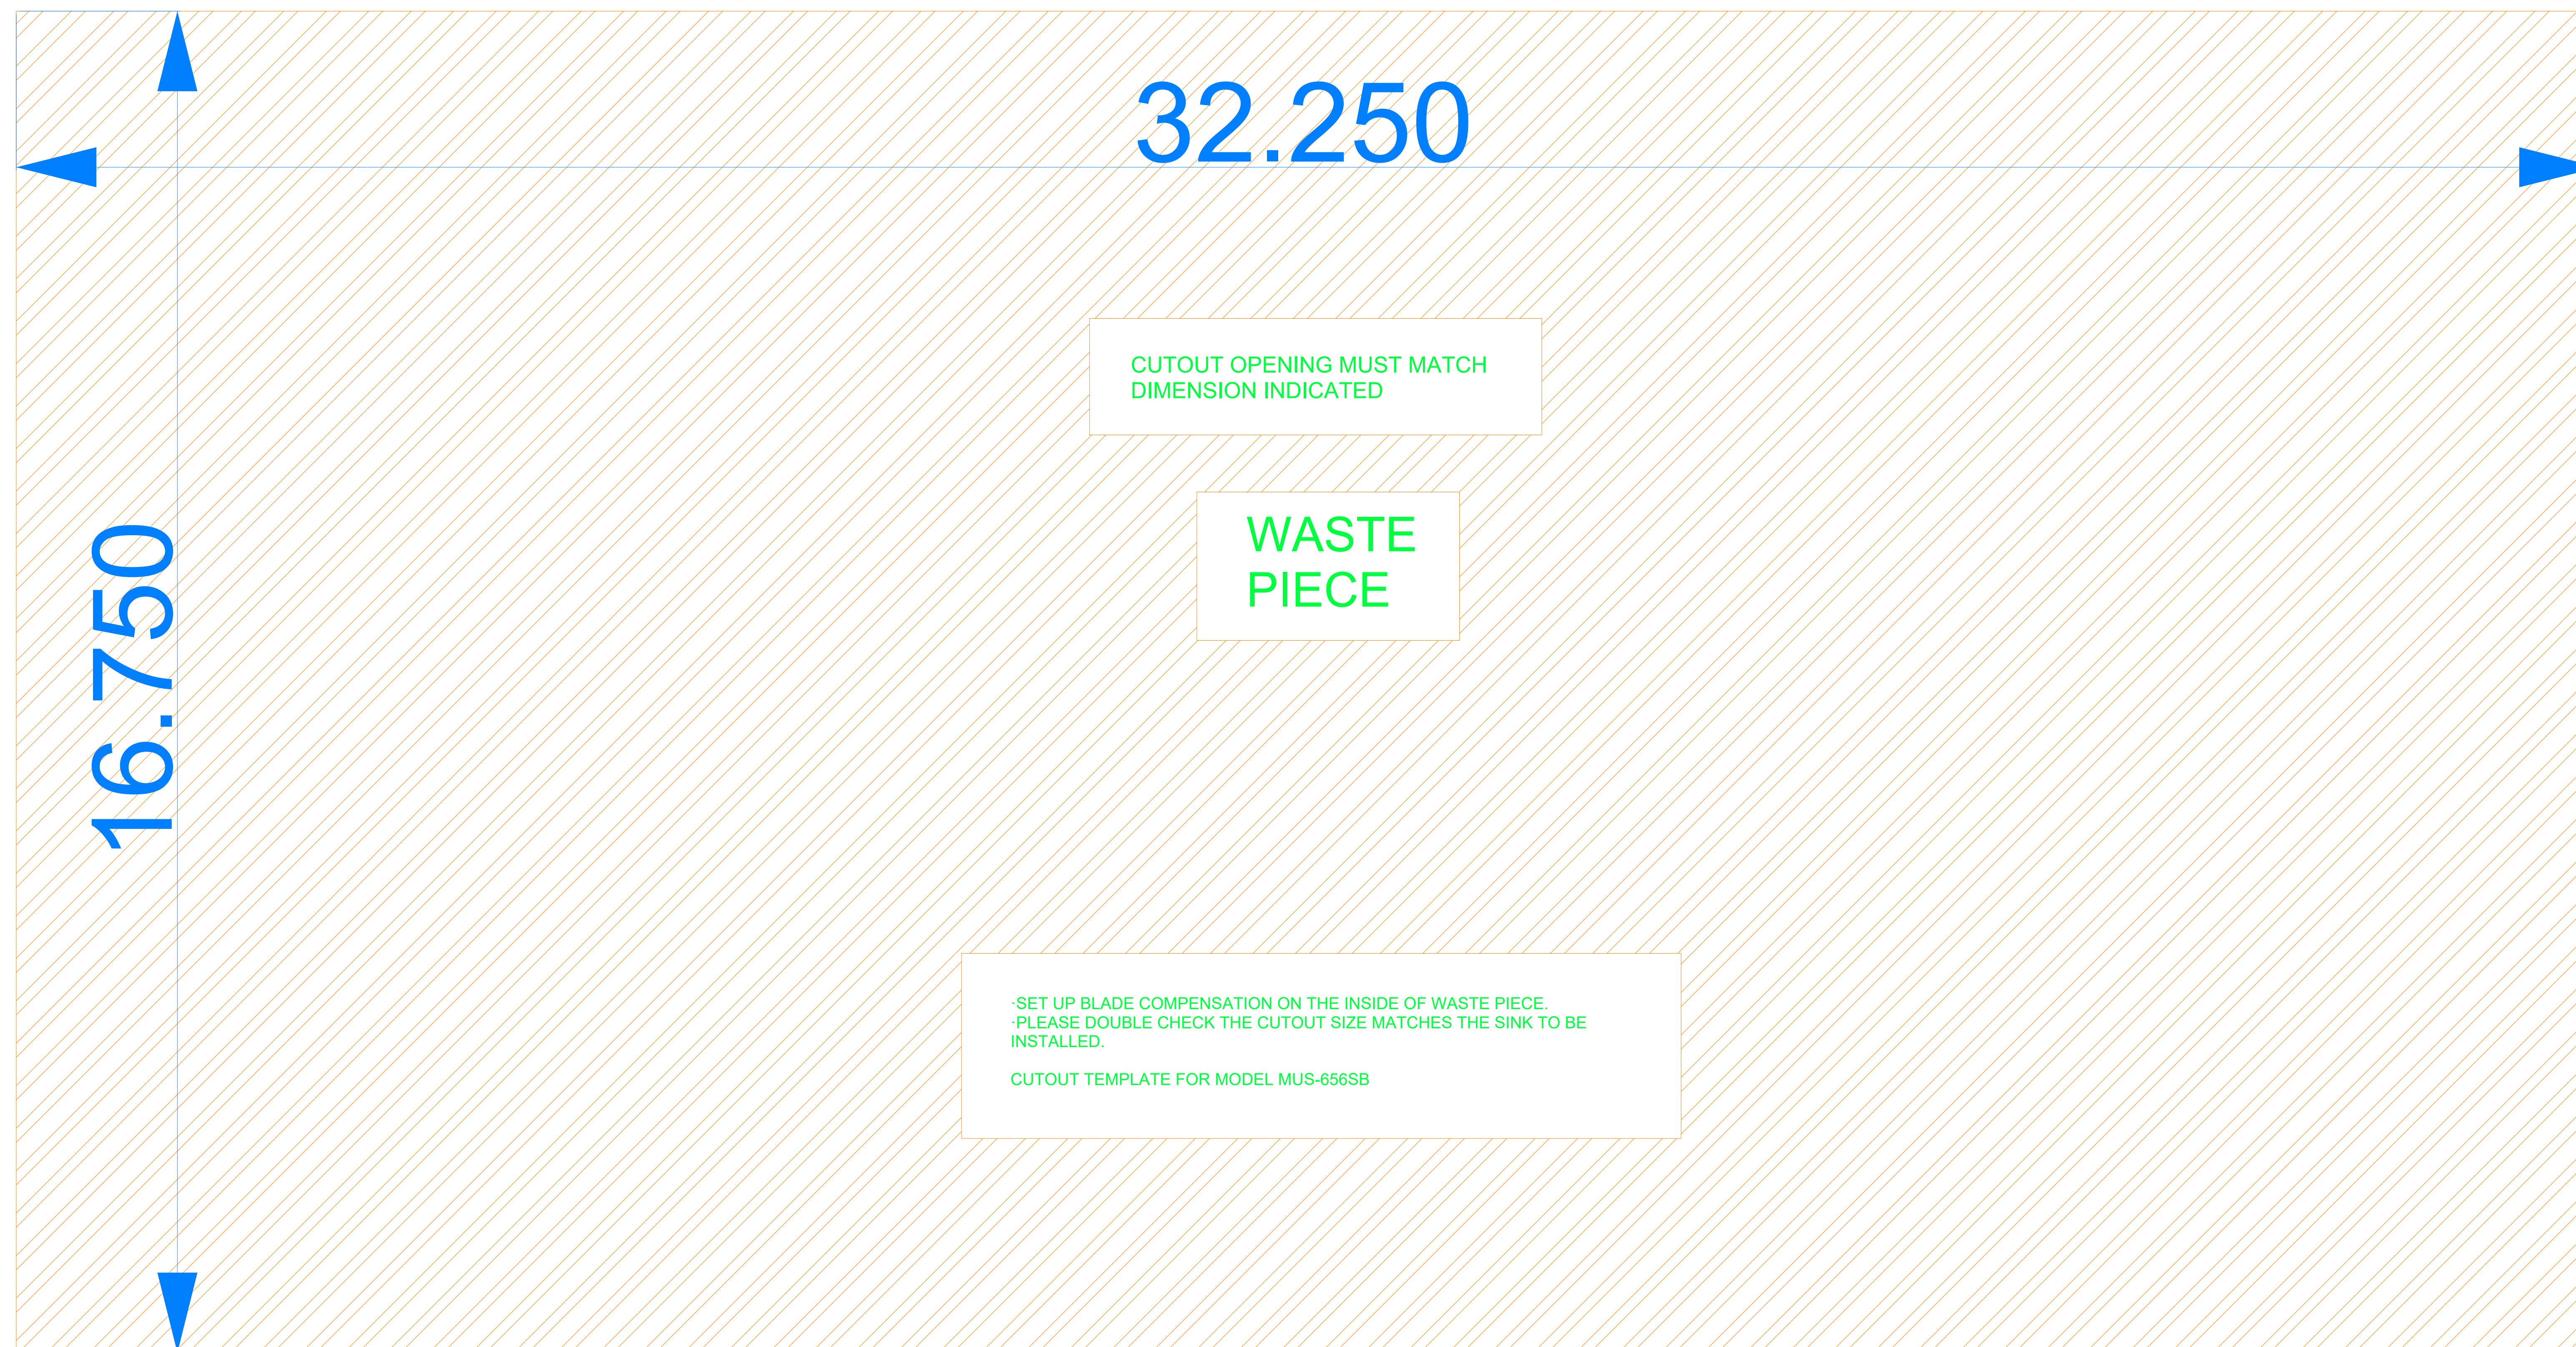 32.250
CUTOUT OPENING MUST MATCH
DIMENSION INDICATED
WASTE
PIECE
16.750
·SET UP BLADE COMPENSATION ON THE INSIDE OF WASTE PIECE.
·PLEASE DOUBLE CHECK THE CUTOUT SIZE MATCHES THE SINK TO BE
INSTALLED.
CUTOUT TEMPLATE FOR MODEL MUS-656SB